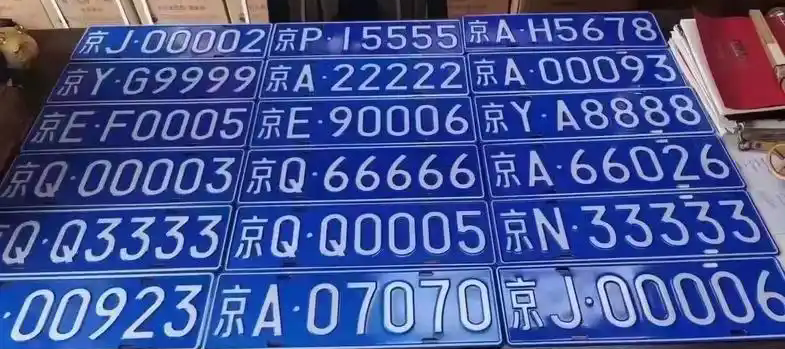 京J·00002 京P·15555 京A·H5678
京Y·G9999 京A·22222 京A·00093
京E·F0005 京E·90006 京Y·A8888
京Q·00003 京Q·66666 京A·66026
Q·Q3333 京Q·Q0005 京N·33333
·00923 京A·07070 京J·00006